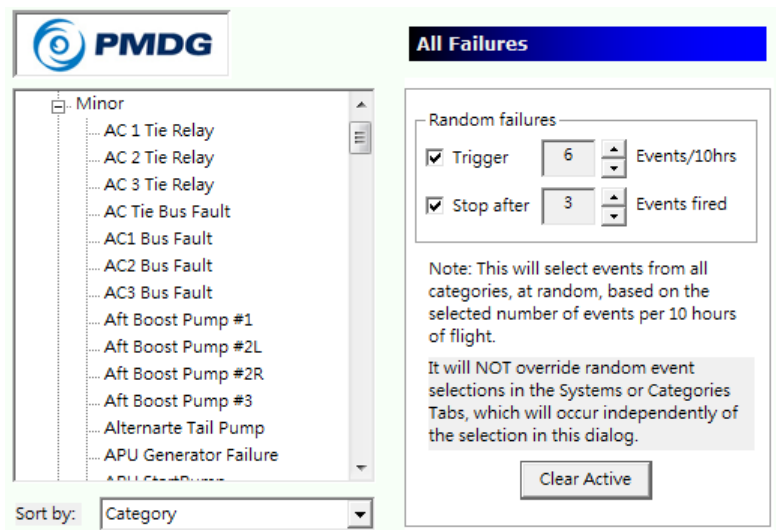 PMDG
Minor
AC 1 Tie Relay
AC 2 Tie Relay
AC 3 Tie Relay
AC Tie Bus Fault
AC1 Bus Fault
AC2 Bus Fault
AC3 Bus Fault
Aft Boost Pump #1
Aft Boost Pump #2L
Aft Boost Pump #2R
Aft Boost Pump #3
Alternarte Tail Pump
APU Generator Failure
Sort by: Category
All Failures
Random failures
Trigger 6 Events/10hrs
Stop after 3 Events fired
Note: This will select events from all
categories, at random, based on the
selected number of events per 10 hours
of flight.
It will NOT override random event
selections in the Systems or Categories
Tabs, which will occur independently of
the selection in this dialog.
Clear Active